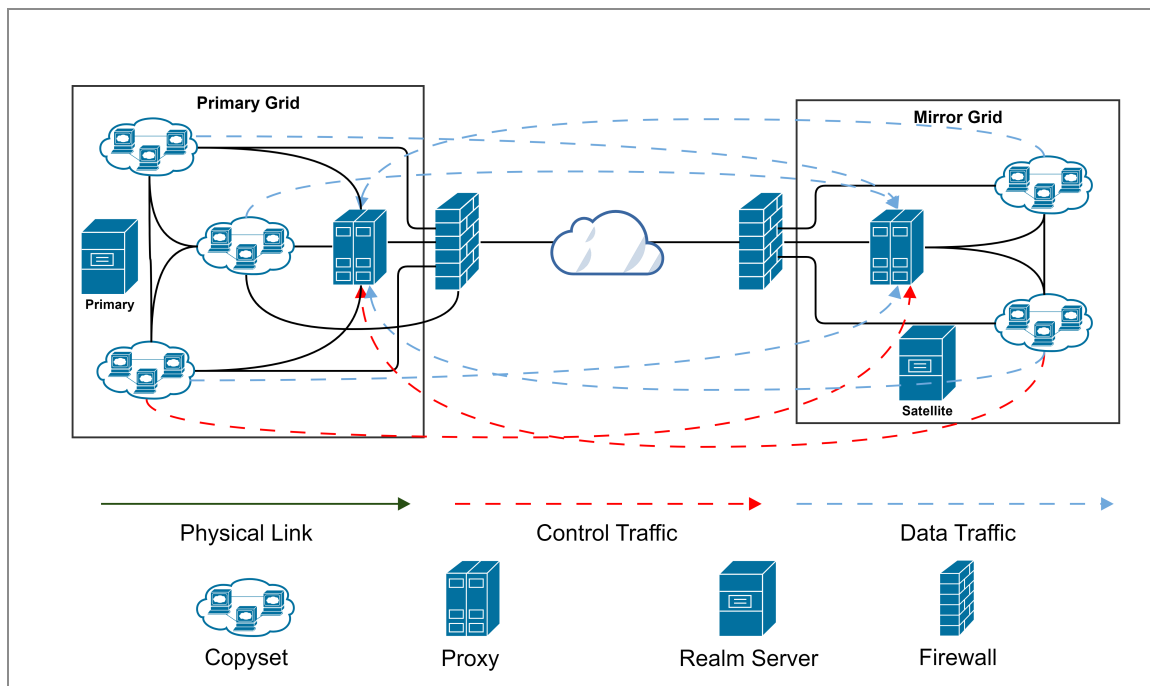 Primary Grid
Mirror Grid
Primary
Satellite
Physical Link
Control Traffic
Data Traffic
Copyset
Proxy
Realm Server
Firewall